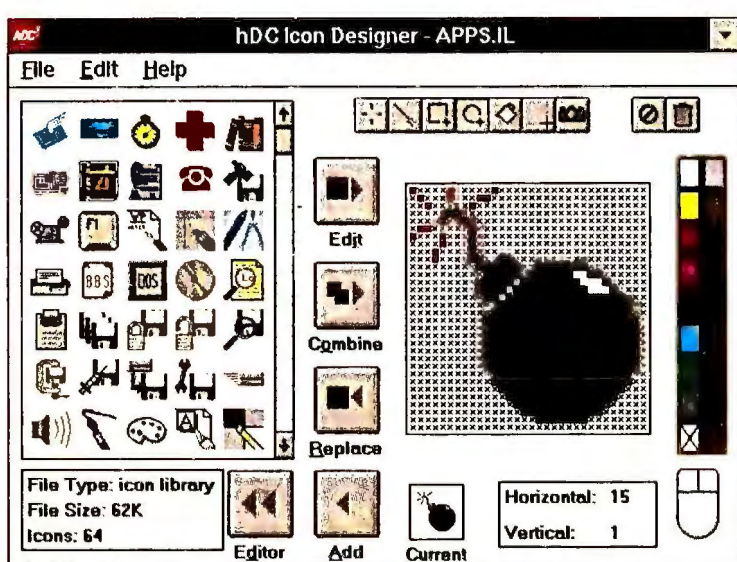 hDC
hDC Icon Designer - APPS.IL
File Edit Help
Edit
BBS DOS
Combine
Replace
File Type: icon library
File Size: 62K
Icons: 64
Editor
Add
Current
Horizontal: 15
Vertical: 1